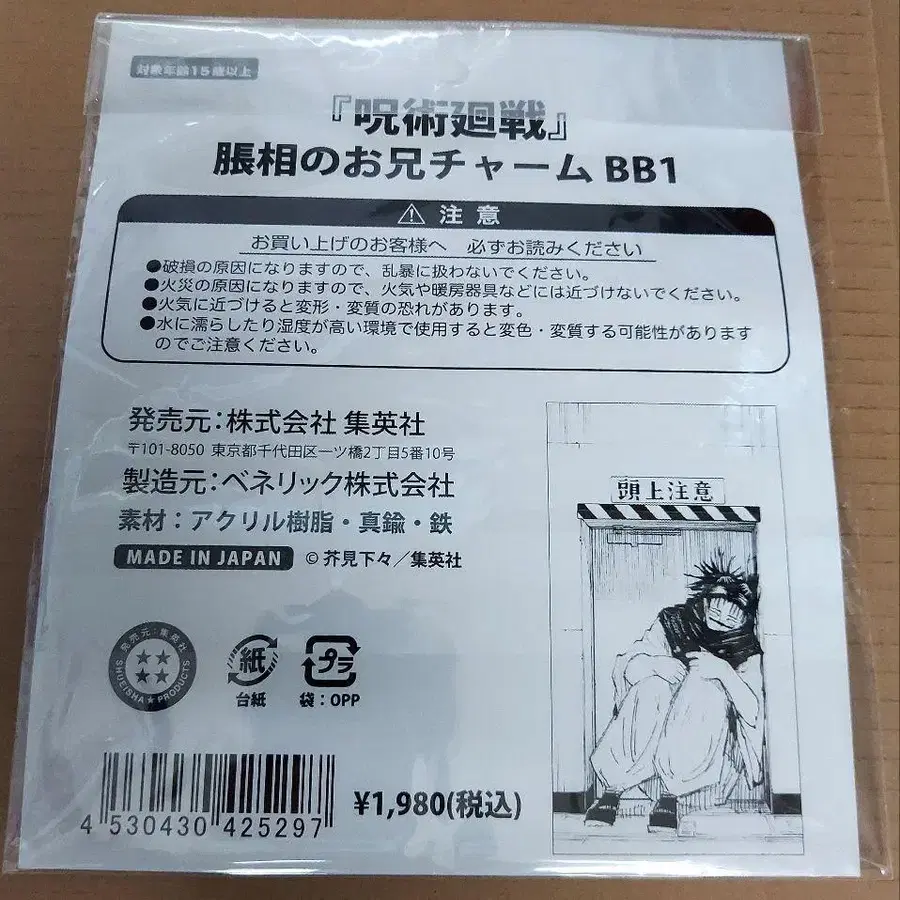 対象年齢15歳以上
『呪術廻戦』
脹相のお兄チャーム BB1
⚠ 注意
お買い上げのお客様へ 必ずお読みください
●破損の原因になりますので、乱暴に扱わないでください。
●火災の原因になりますので、火気や暖房器具などには近づけないでください。
●火気に近づけると変形・変質の恐れがあります。
●水に濡らしたり湿度が高い環境で使用すると変色・変質する可能性があります
のでご注意ください。
発売元:株式会社 集英社
〒101-8050 東京都千代田区一ツ橋2丁目5番10号
製造元:ベネリック株式会社
素材:アクリル樹脂・真鍮・鉄
MADE IN JAPAN ©芥見下々/集英社
頭上注意
発売元:集英社
SHUEISHA★PRODUCTS
紙
台紙
プラ
袋:OPP
¥1,980(税込)
4 530430 425297